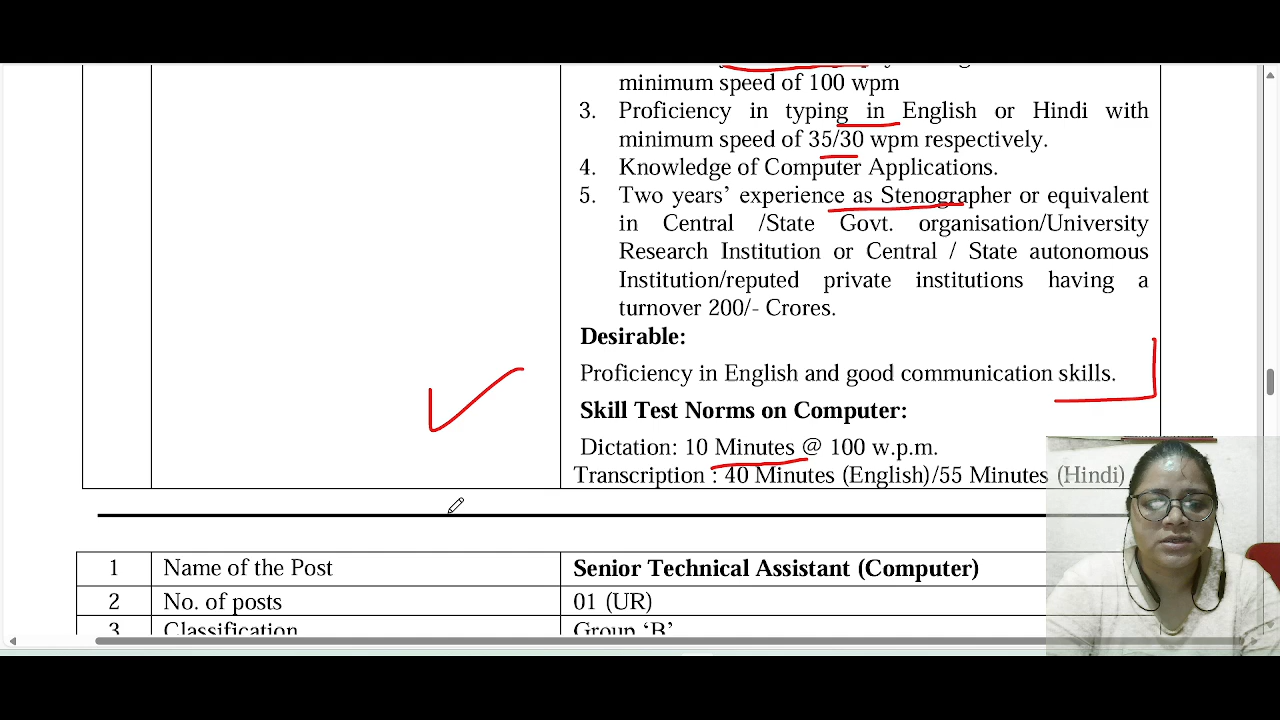 minimum speed of 100 wpm
3. Proficiency in typing in English or Hindi with
minimum speed of 35/30 wpm respectively.
4. Knowledge of Computer Applications.
5. Two years’ experience as Stenographer or equivalent
in Central /State Govt. organisation/University
Research Institution or Central / State autonomous
Institution/reputed private institutions having a
turnover 200/- Crores.
Desirable:
Proficiency in English and good communication skills.
Skill Test Norms on Computer:
Dictation: 10 Minutes @ 100 w.p.m.
Transcription : 40 Minutes (English)/55 Minutes (Hindi)
1 Name of the Post Senior Technical Assistant (Computer)
2 No. of posts 01 (UR)
3 Classification Group ‘B’